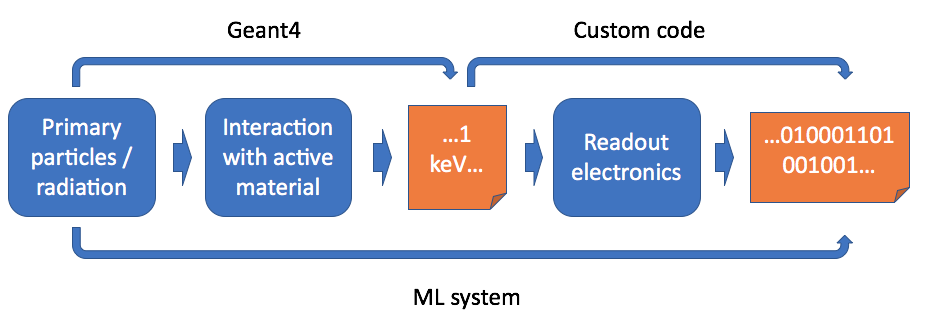 Geant4
Custom code
Primary
particles /
radiation
Interaction
with active
material
...1
keV...
Readout
electronics
...010001101
001001...
ML system